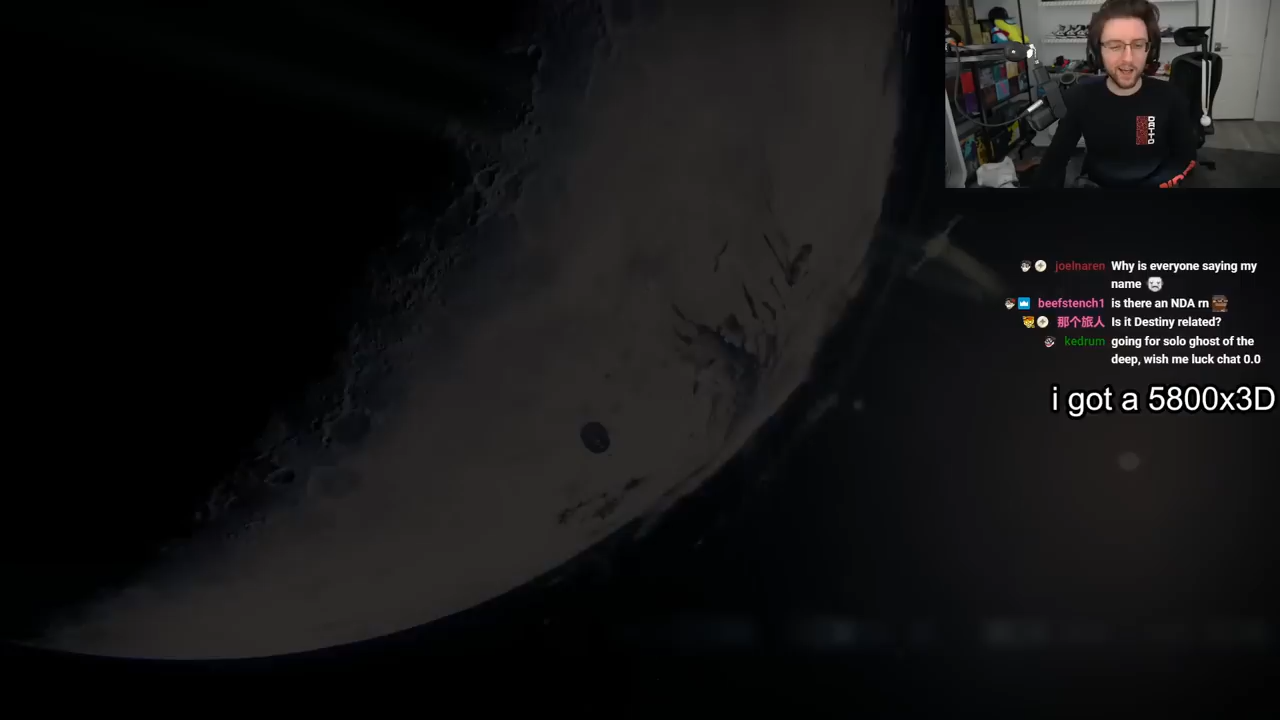 DATTO
joelnaren Why is everyone saying my
name
beefstench1 is there an NDA rn
那个旅人 Is it Destiny related?
kedrum going for solo ghost of the
deep, wish me luck chat 0.0
i got a 5800x3D